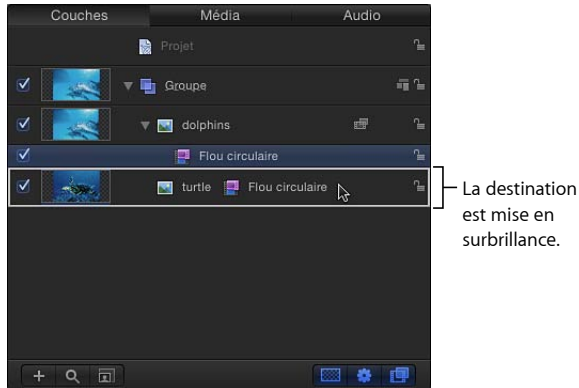 Couches Média Audio
Projet
Groupe
dolphins
Flou circulaire
turtle Flou circulaire
La destination
est mise en
surbrillance.